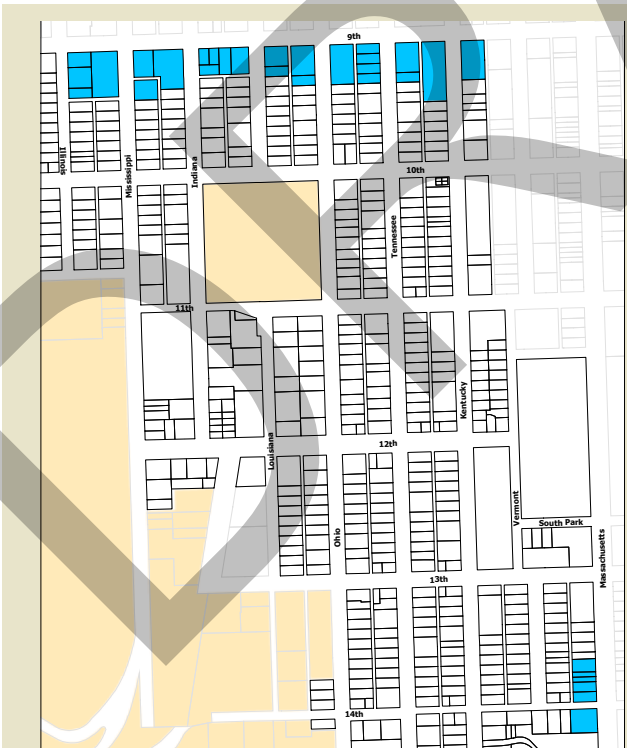 9th
Illinois
Mississippi
Indiana
10th
Tennessee
11th
Kentucky
Louisiana
12th
Ohio
Vermont
South Park
Massachusetts
13th
14th